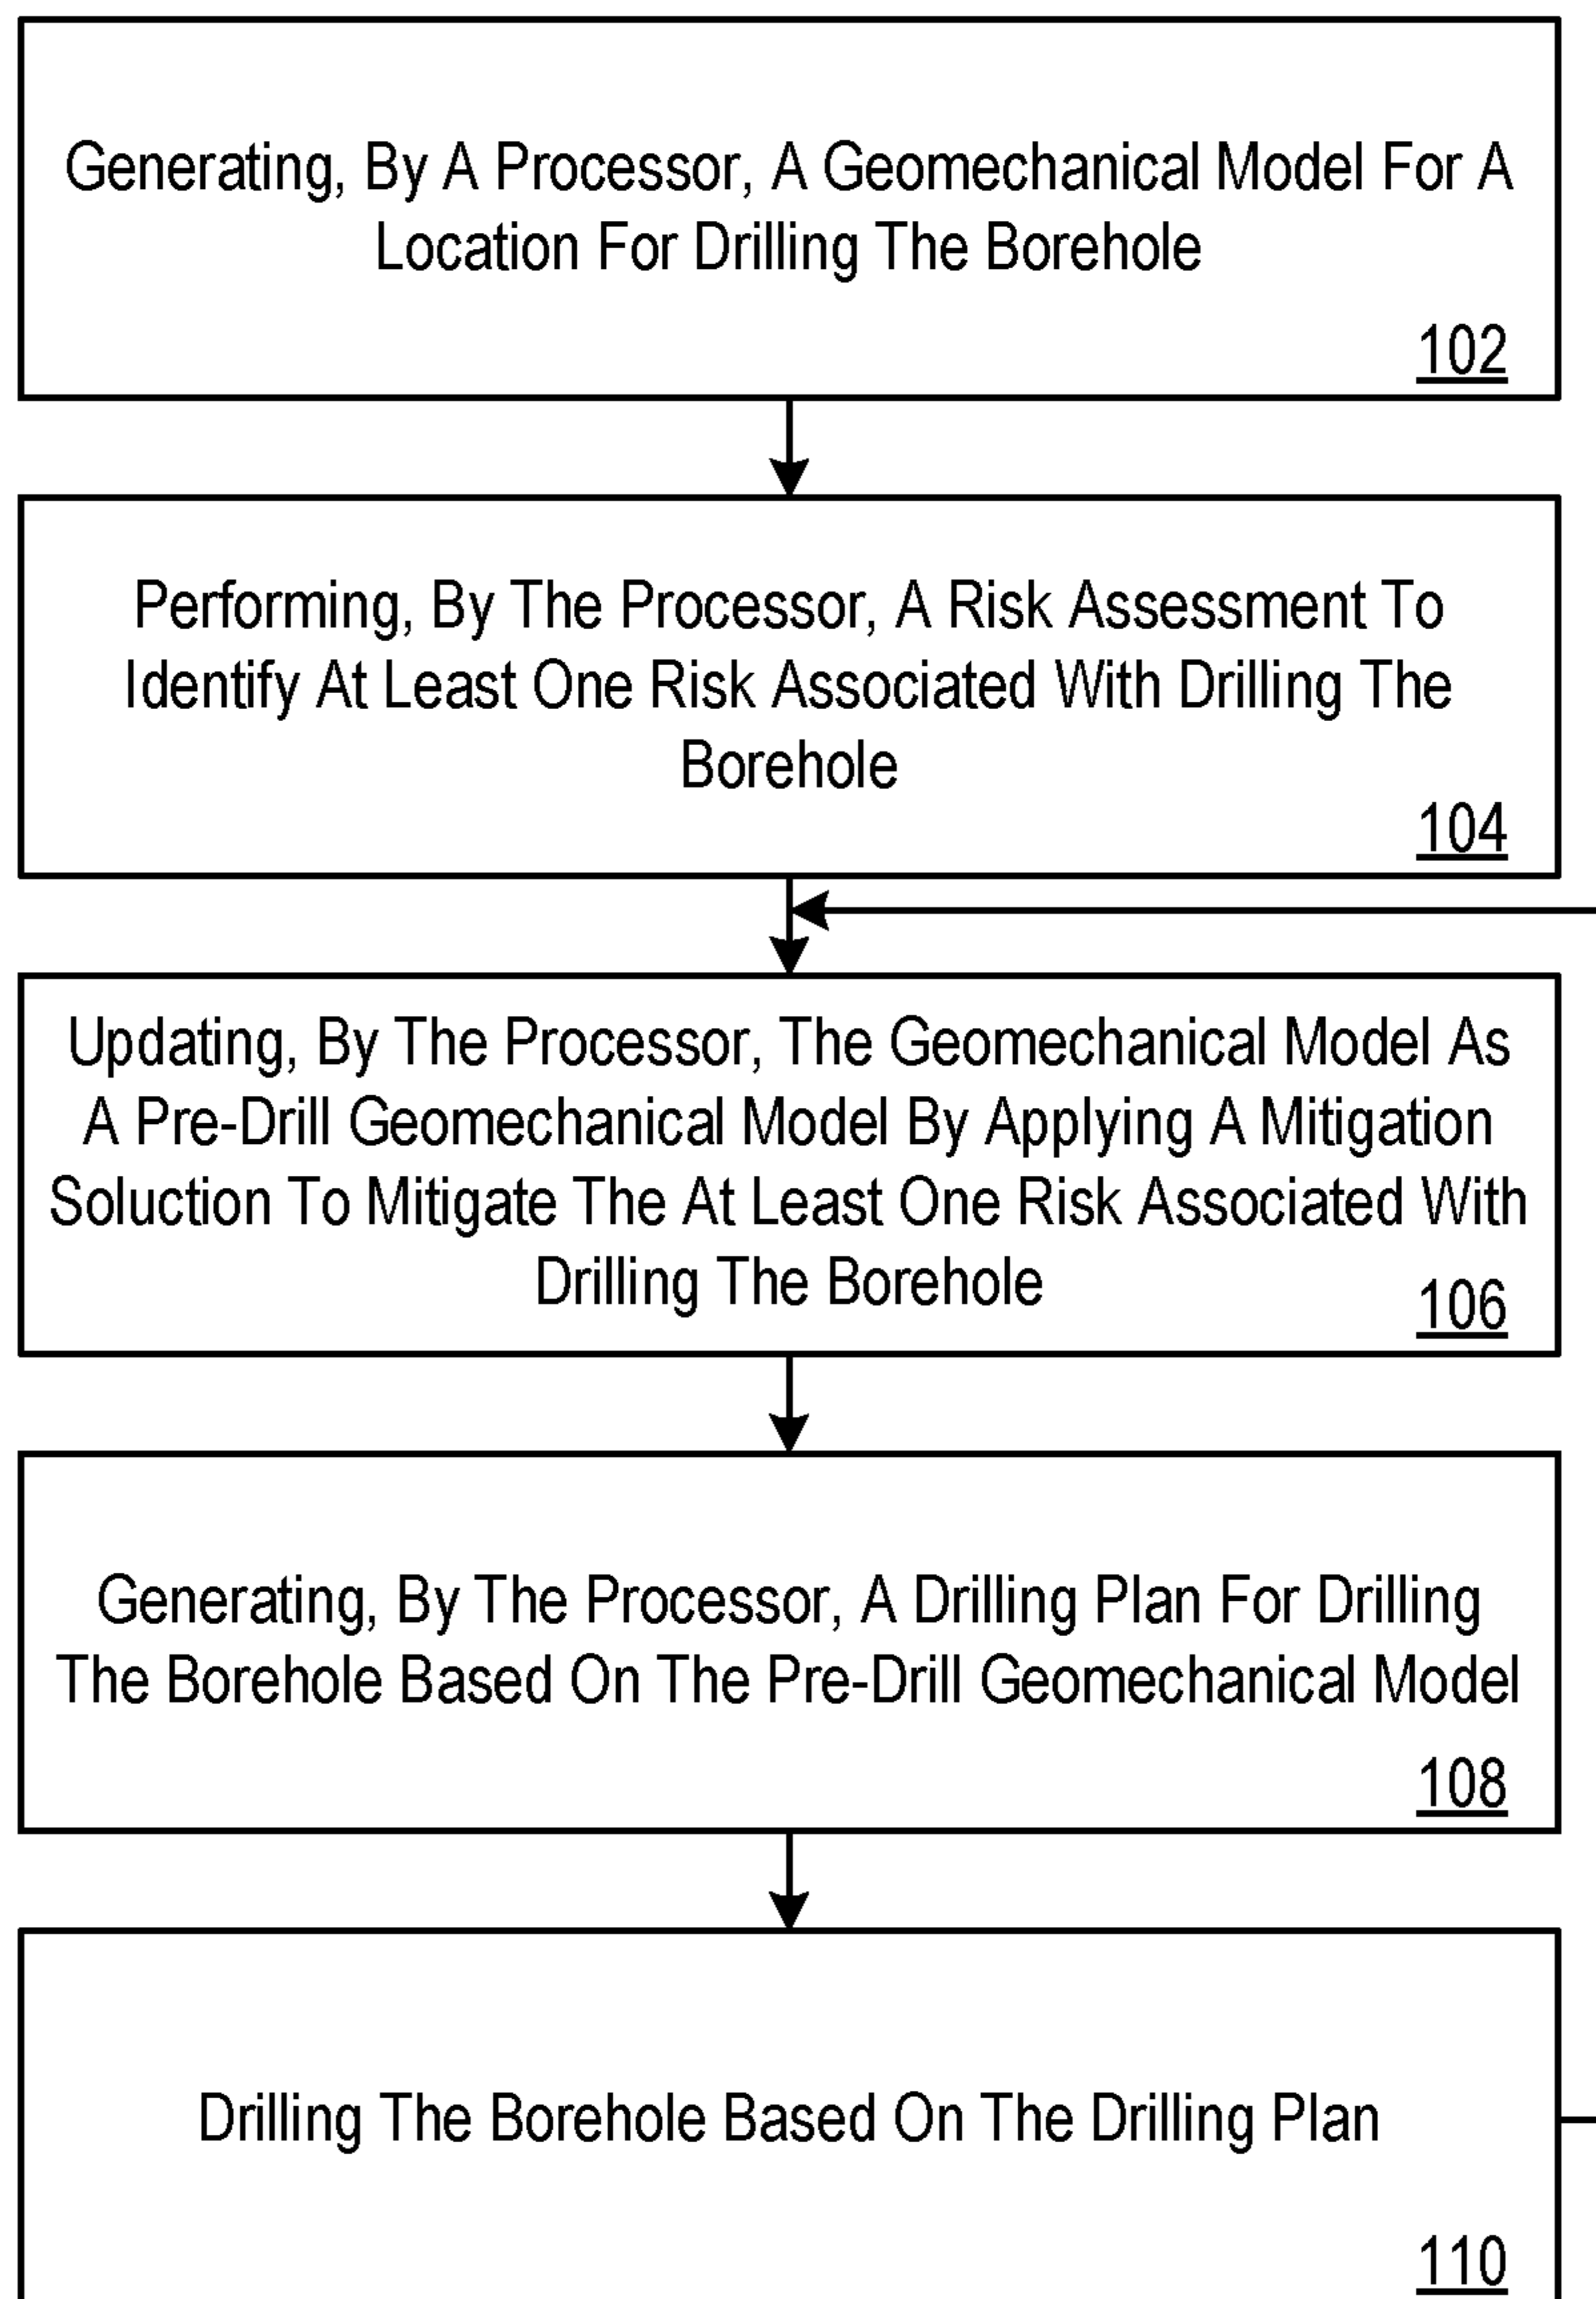 Generating, By A Processor, A Geomechanical Model For A
Location For Drilling The Borehole
102
Performing, By The Processor, A Risk Assessment To
Identify At Least One Risk Associated With Drilling The
Borehole
104
Updating, By The Processor, The Geomechanical Model As
A Pre-Drill Geomechanical Model By Applying A Mitigation
Soluction To Mitigate The At Least One Risk Associated With
Drilling The Borehole
106
Generating, By The Processor, A Drilling Plan For Drilling
The Borehole Based On The Pre-Drill Geomechanical Model
108
Drilling The Borehole Based On The Drilling Plan
110